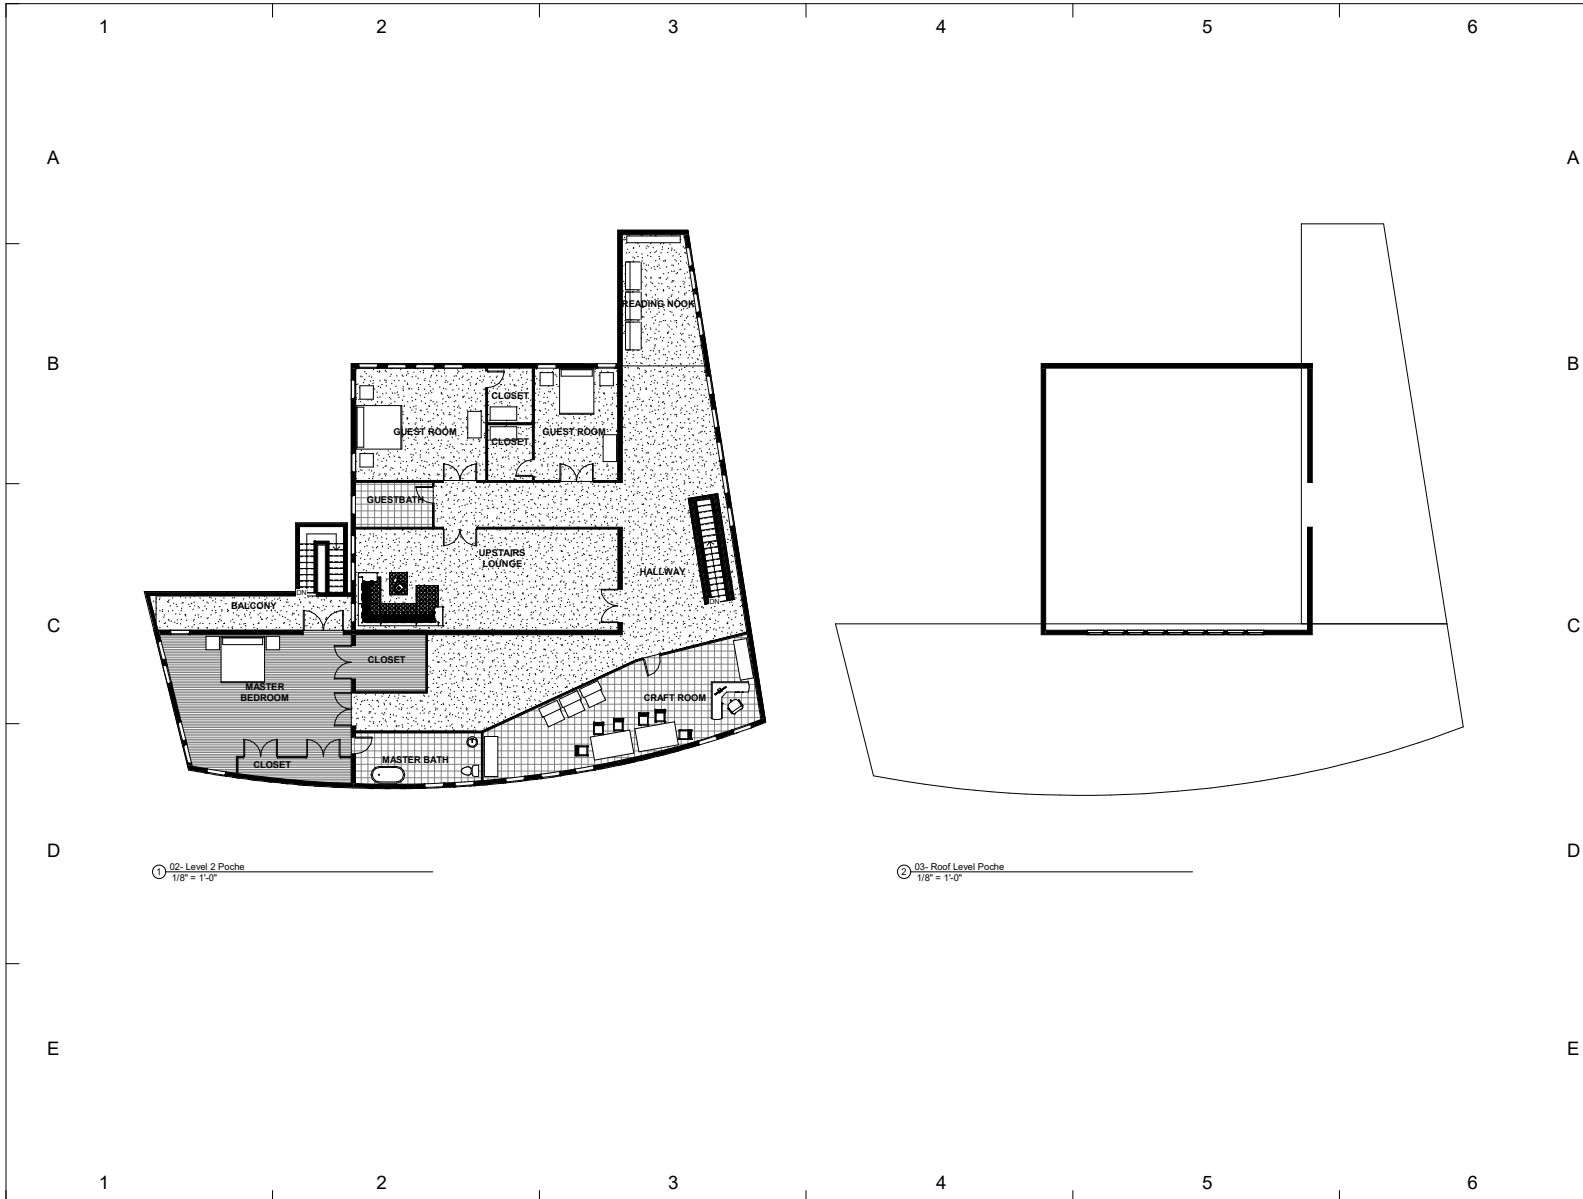 1 2 3 4 5 6
A A
READING NOOK
B B
CLOSET
GUEST ROOM
GUEST ROOM
CLOSET
GUESTBATH
UPSTAIRS
LOUNGE
HALLWAY
DN
DN
BALCONY
C C
CLOSET
MASTER
BEDROOM
CRAFT ROOM
MASTER BATH
CLOSET
D D
1 02- Level 2 Poche
1/8" = 1'-0"
2 03- Roof Level Poche
1/8" = 1'-0"
E E
1 2 3 4 5 6